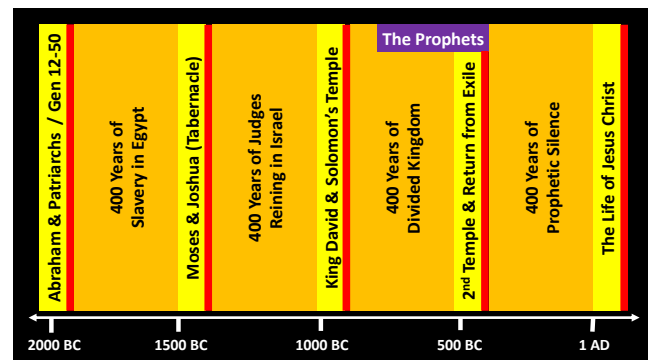 The Prophets
Abraham & Patriarchs / Gen 12-50
400 Years of
Slavery in Egypt
Moses & Joshua (Tabernacle)
400 Years of Judges
Reining in Israel
King David & Solomon's Temple
400 Years of
Divided Kingdom
2nd Temple & Return from Exile
400 Years of
Prophetic Silence
The Life of Jesus Christ
2000 BC
1500 BC
1000 BC
500 BC
1 AD